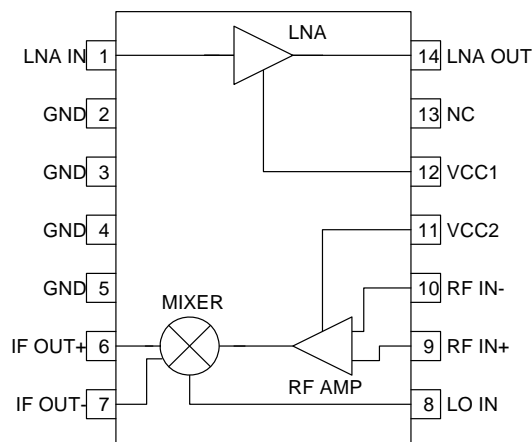 LNA
LNA IN 1
14 LNA OUT
GND 2
13 NC
GND 3
12 VCC1
GND 4
11 VCC2
GND 5
10 RF IN-
MIXER
IF OUT+ 6
9 RF IN+
RF AMP
IF OUT- 7
8 LO IN